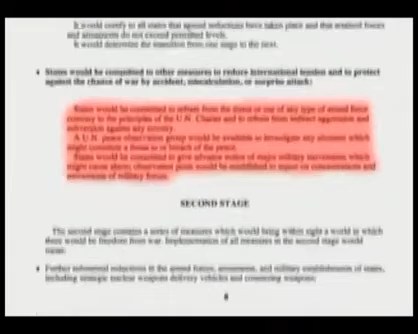 It would certify to all states that agreed reductions have taken place and that retained forces
and armaments do not exceed permitted levels.
It would determine the transition from one stage to the next.
• States would be committed to other measures to reduce international tension and to protect
against the chance of war by accident, miscalculation, or surprise attack:
States would be committed to refrain from the threat or use of any type of armed force
contrary to the principles of the U.N. Charter and to refrain from indirect aggression and
subversion against any country.
A U.N. peace observation group would be available to investigate any situation which
might constitute a threat to or breach of the peace.
States would be committed to give advance notice of major military movements which
might cause alarm; observation posts would be established to report on concentrations and
movements of military forces.
SECOND STAGE
The second stage contains a series of measures which would bring within sight a world in which
there would be freedom from war. Implementation of all measures in the second stage would
mean:
• Further substantial reductions in the armed forces, armaments, and military establishments of states,
including strategic nuclear weapons delivery vehicles and countering weapons;